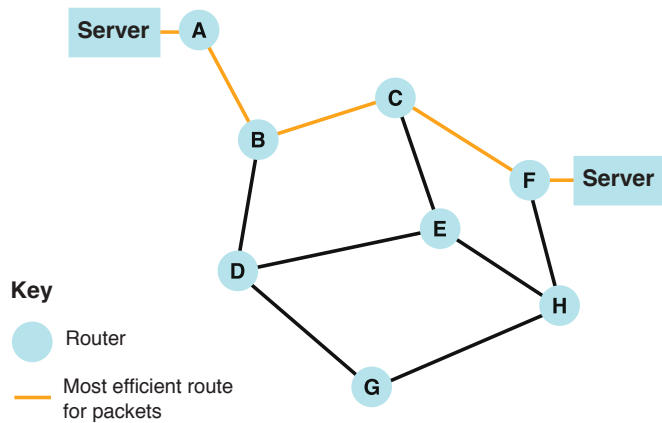 Server
A
C
B
F
Server
E
D
Key
H
Router
G
Most efficient route
for packets